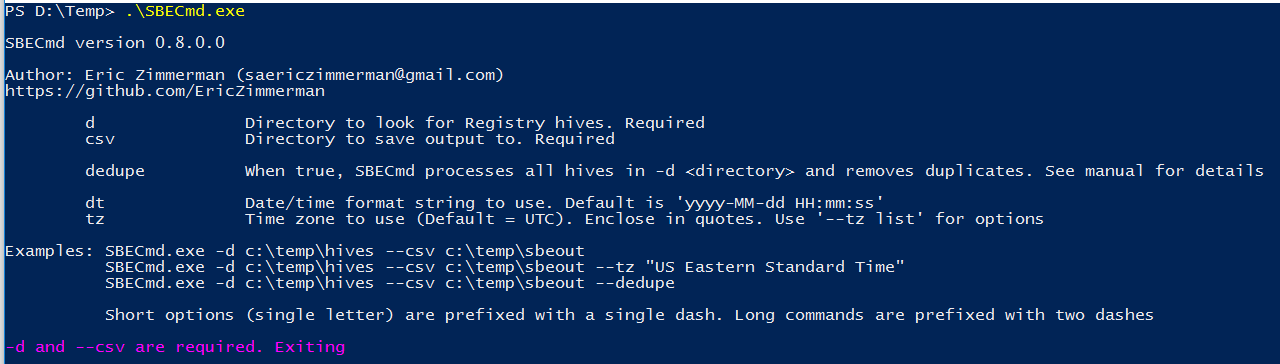 PS D:\Temp> .\SBECmd.exe
SBECmd version 0.8.0.0
Author: Eric Zimmerman (saericzimmerman@gmail.com)
https://github.com/EricZimmerman
d Directory to look for Registry hives. Required
csv Directory to save output to. Required
dedupe When true, SBECmd processes all hives in -d <directory> and removes duplicates. See manual for details
dt Date/time format string to use. Default is 'yyyy-MM-dd HH:mm:ss'
tz Time zone to use (Default = UTC). Enclose in quotes. Use '--tz list' for options
Examples: SBECmd.exe -d c:\temp\hives --csv c:\temp\sbeout
SBECmd.exe -d c:\temp\hives --csv c:\temp\sbeout --tz "US Eastern Standard Time"
SBECmd.exe -d c:\temp\hives --csv c:\temp\sbeout --dedupe
Short options (single letter) are prefixed with a single dash. Long commands are prefixed with two dashes
-d and --csv are required. Exiting